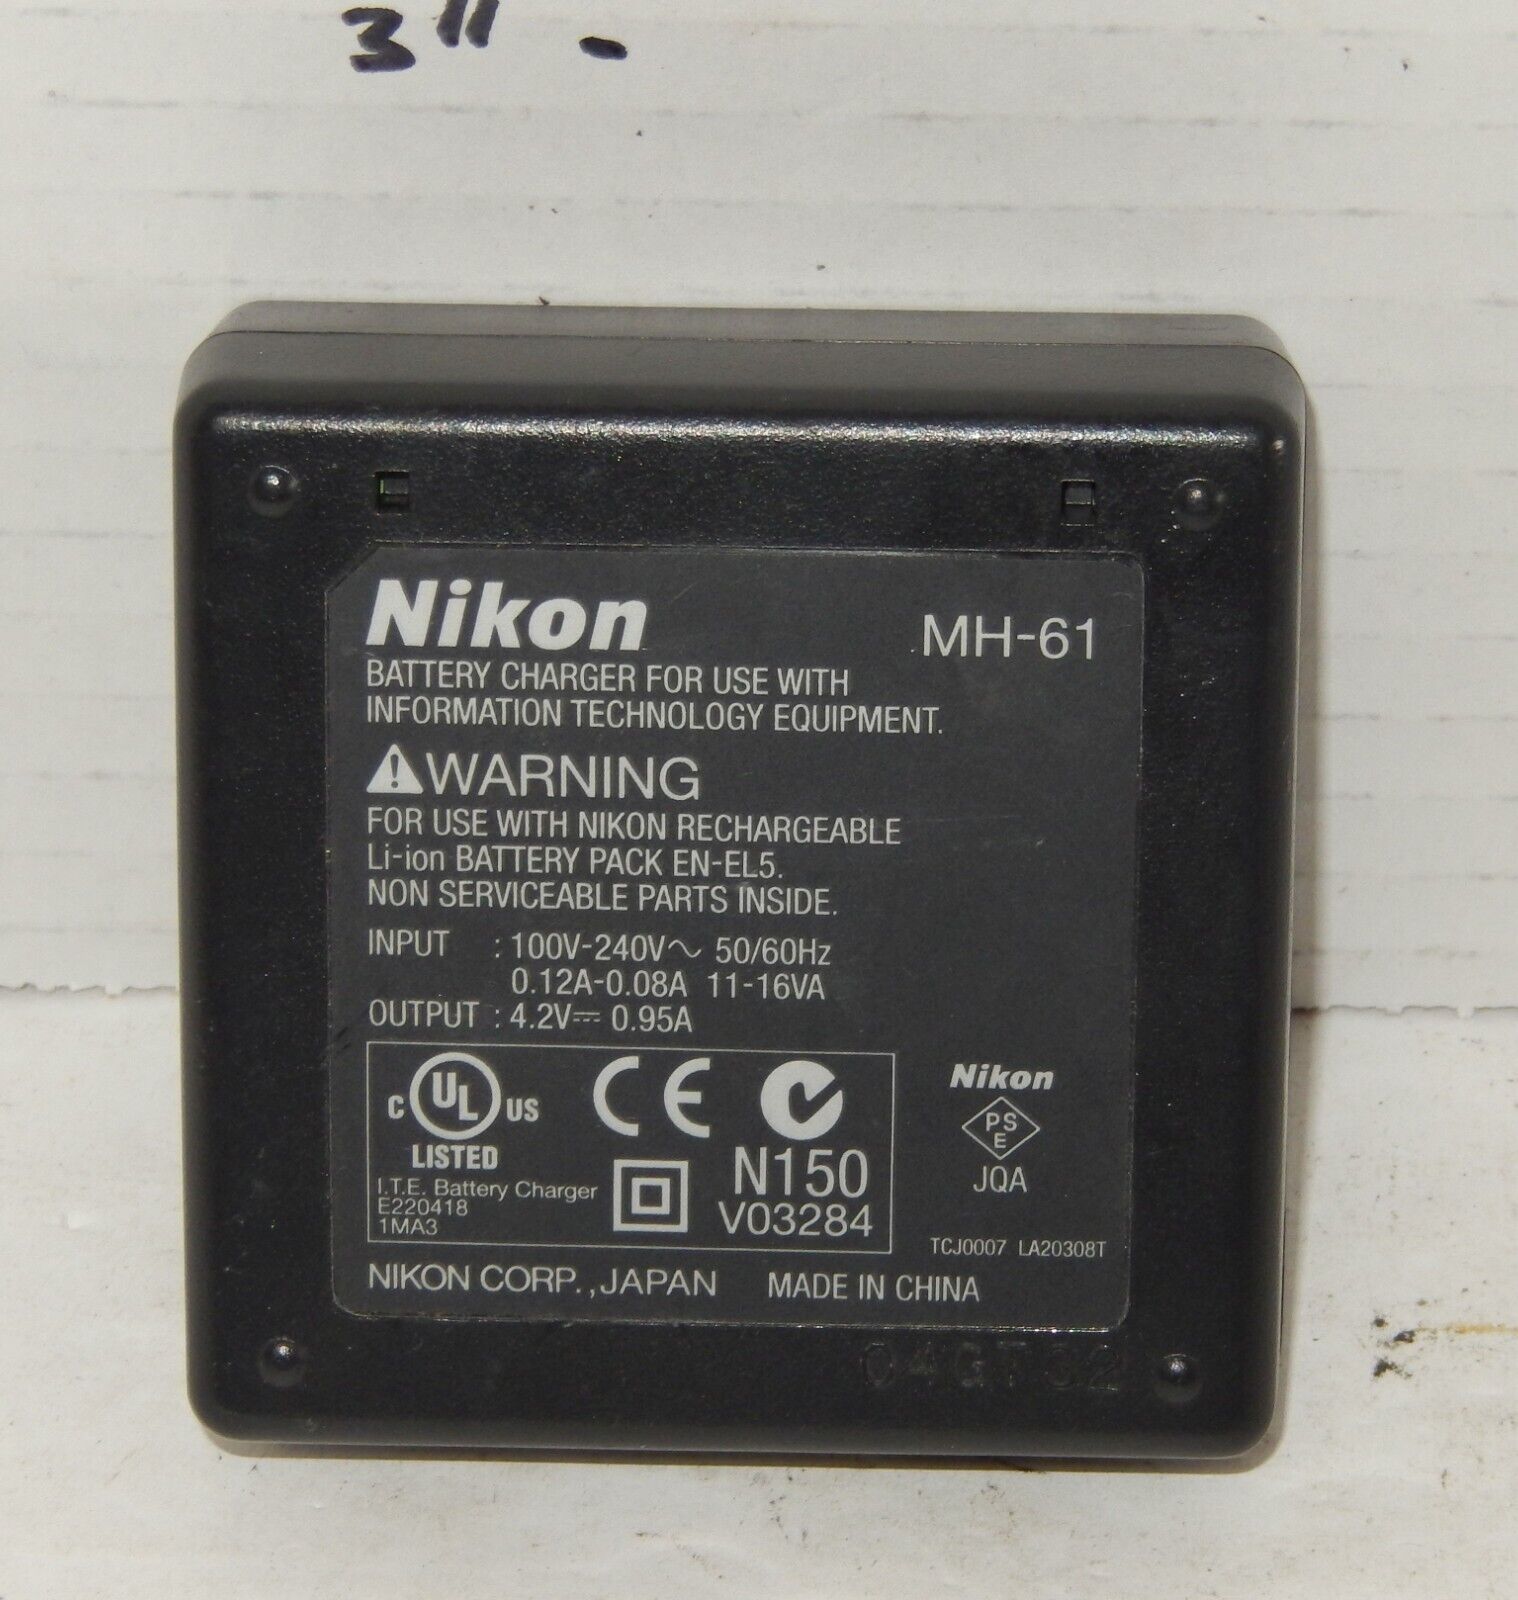 3" -
Nikon MH-61
BATTERY CHARGER FOR USE WITH
INFORMATION TECHNOLOGY EQUIPMENT.
⚠WARNING
FOR USE WITH NIKON RECHARGEABLE
Li-ion BATTERY PACK EN-EL5.
NON SERVICEABLE PARTS INSIDE.
INPUT : 100V-240V~ 50/60Hz
0.12A-0.08A 11-16VA
OUTPUT : 4.2V⎓ 0.95A
C UL US CE
LISTED
I.T.E. Battery Charger
E220418
1MA3
N150
V03284
Nikon
PS
E
JQA
TCJ0007 LA20308T
NIKON CORP.,JAPAN MADE IN CHINA
04GT32